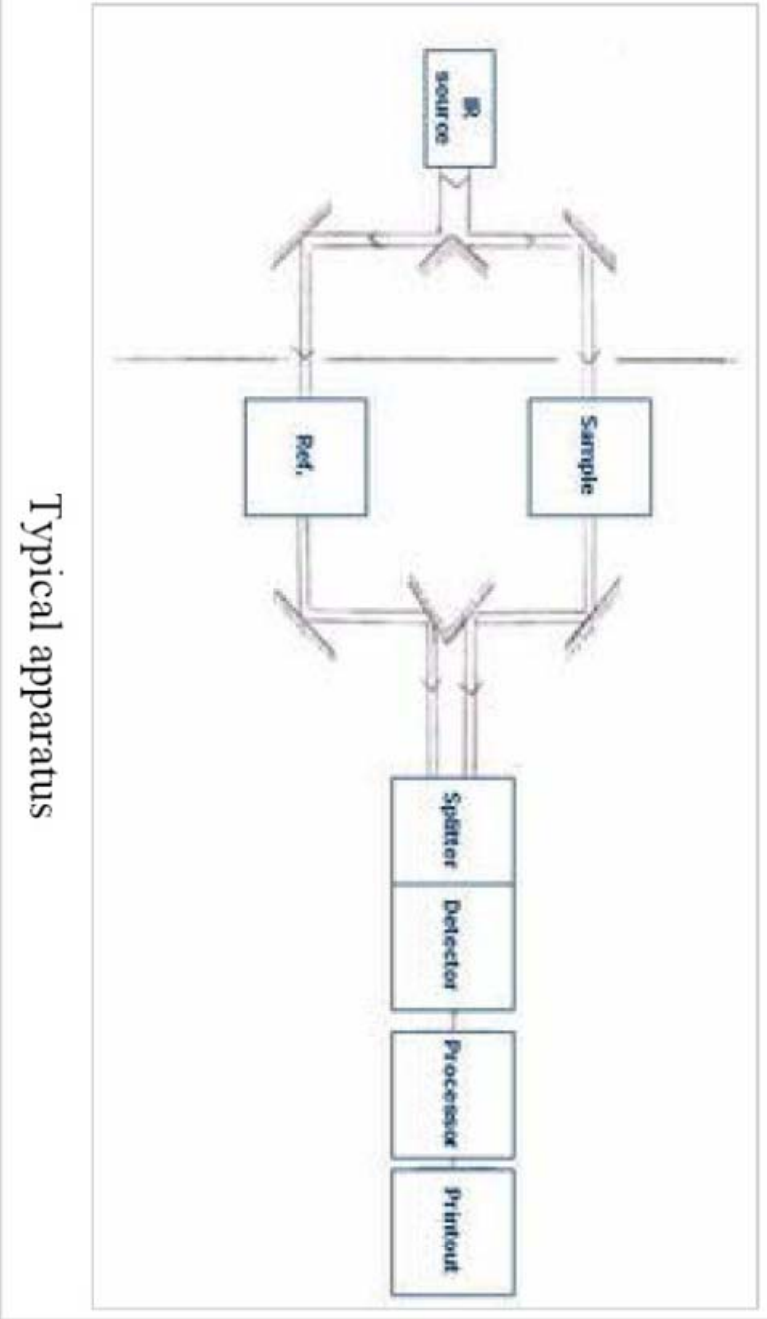 IR
source
Sample
Ref.
Splitter
Detector
Processor
Printout
Typical apparatus